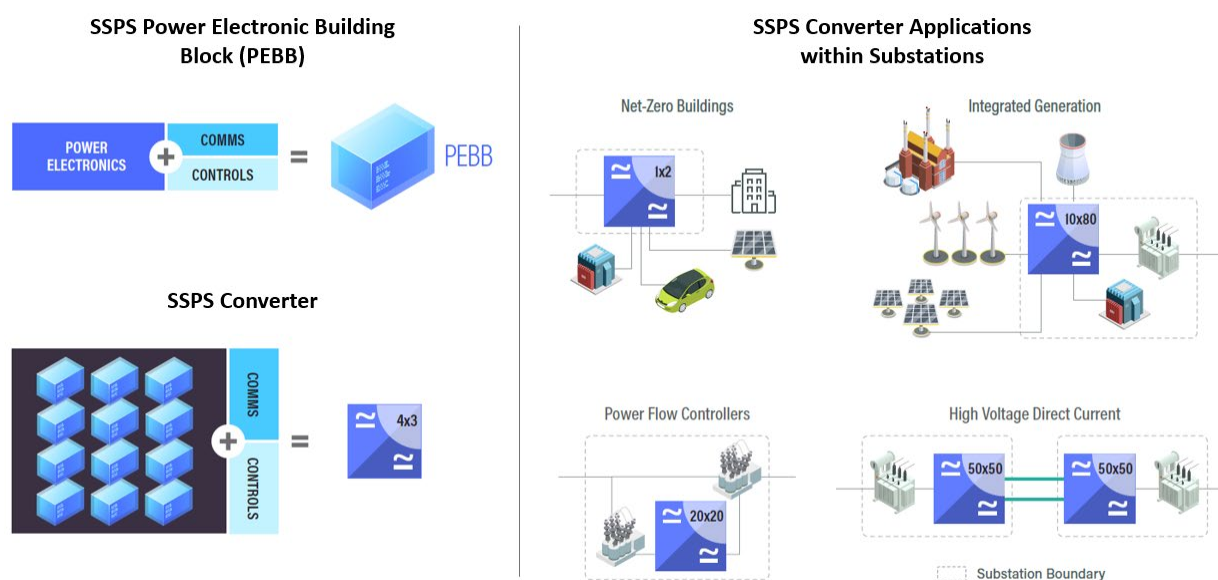 SSPS Power Electronic Building
Block (PEBB)
POWER
ELECTRONICS
COMMS
CONTROLS
PEBB
SSPS Converter
COMMS
CONTROLS
4x3
SSPS Converter Applications
within Substations
Net-Zero Buildings
1x2
Integrated Generation
10x80
Power Flow Controllers
20x20
High Voltage Direct Current
50x50
50x50
Substation Boundary